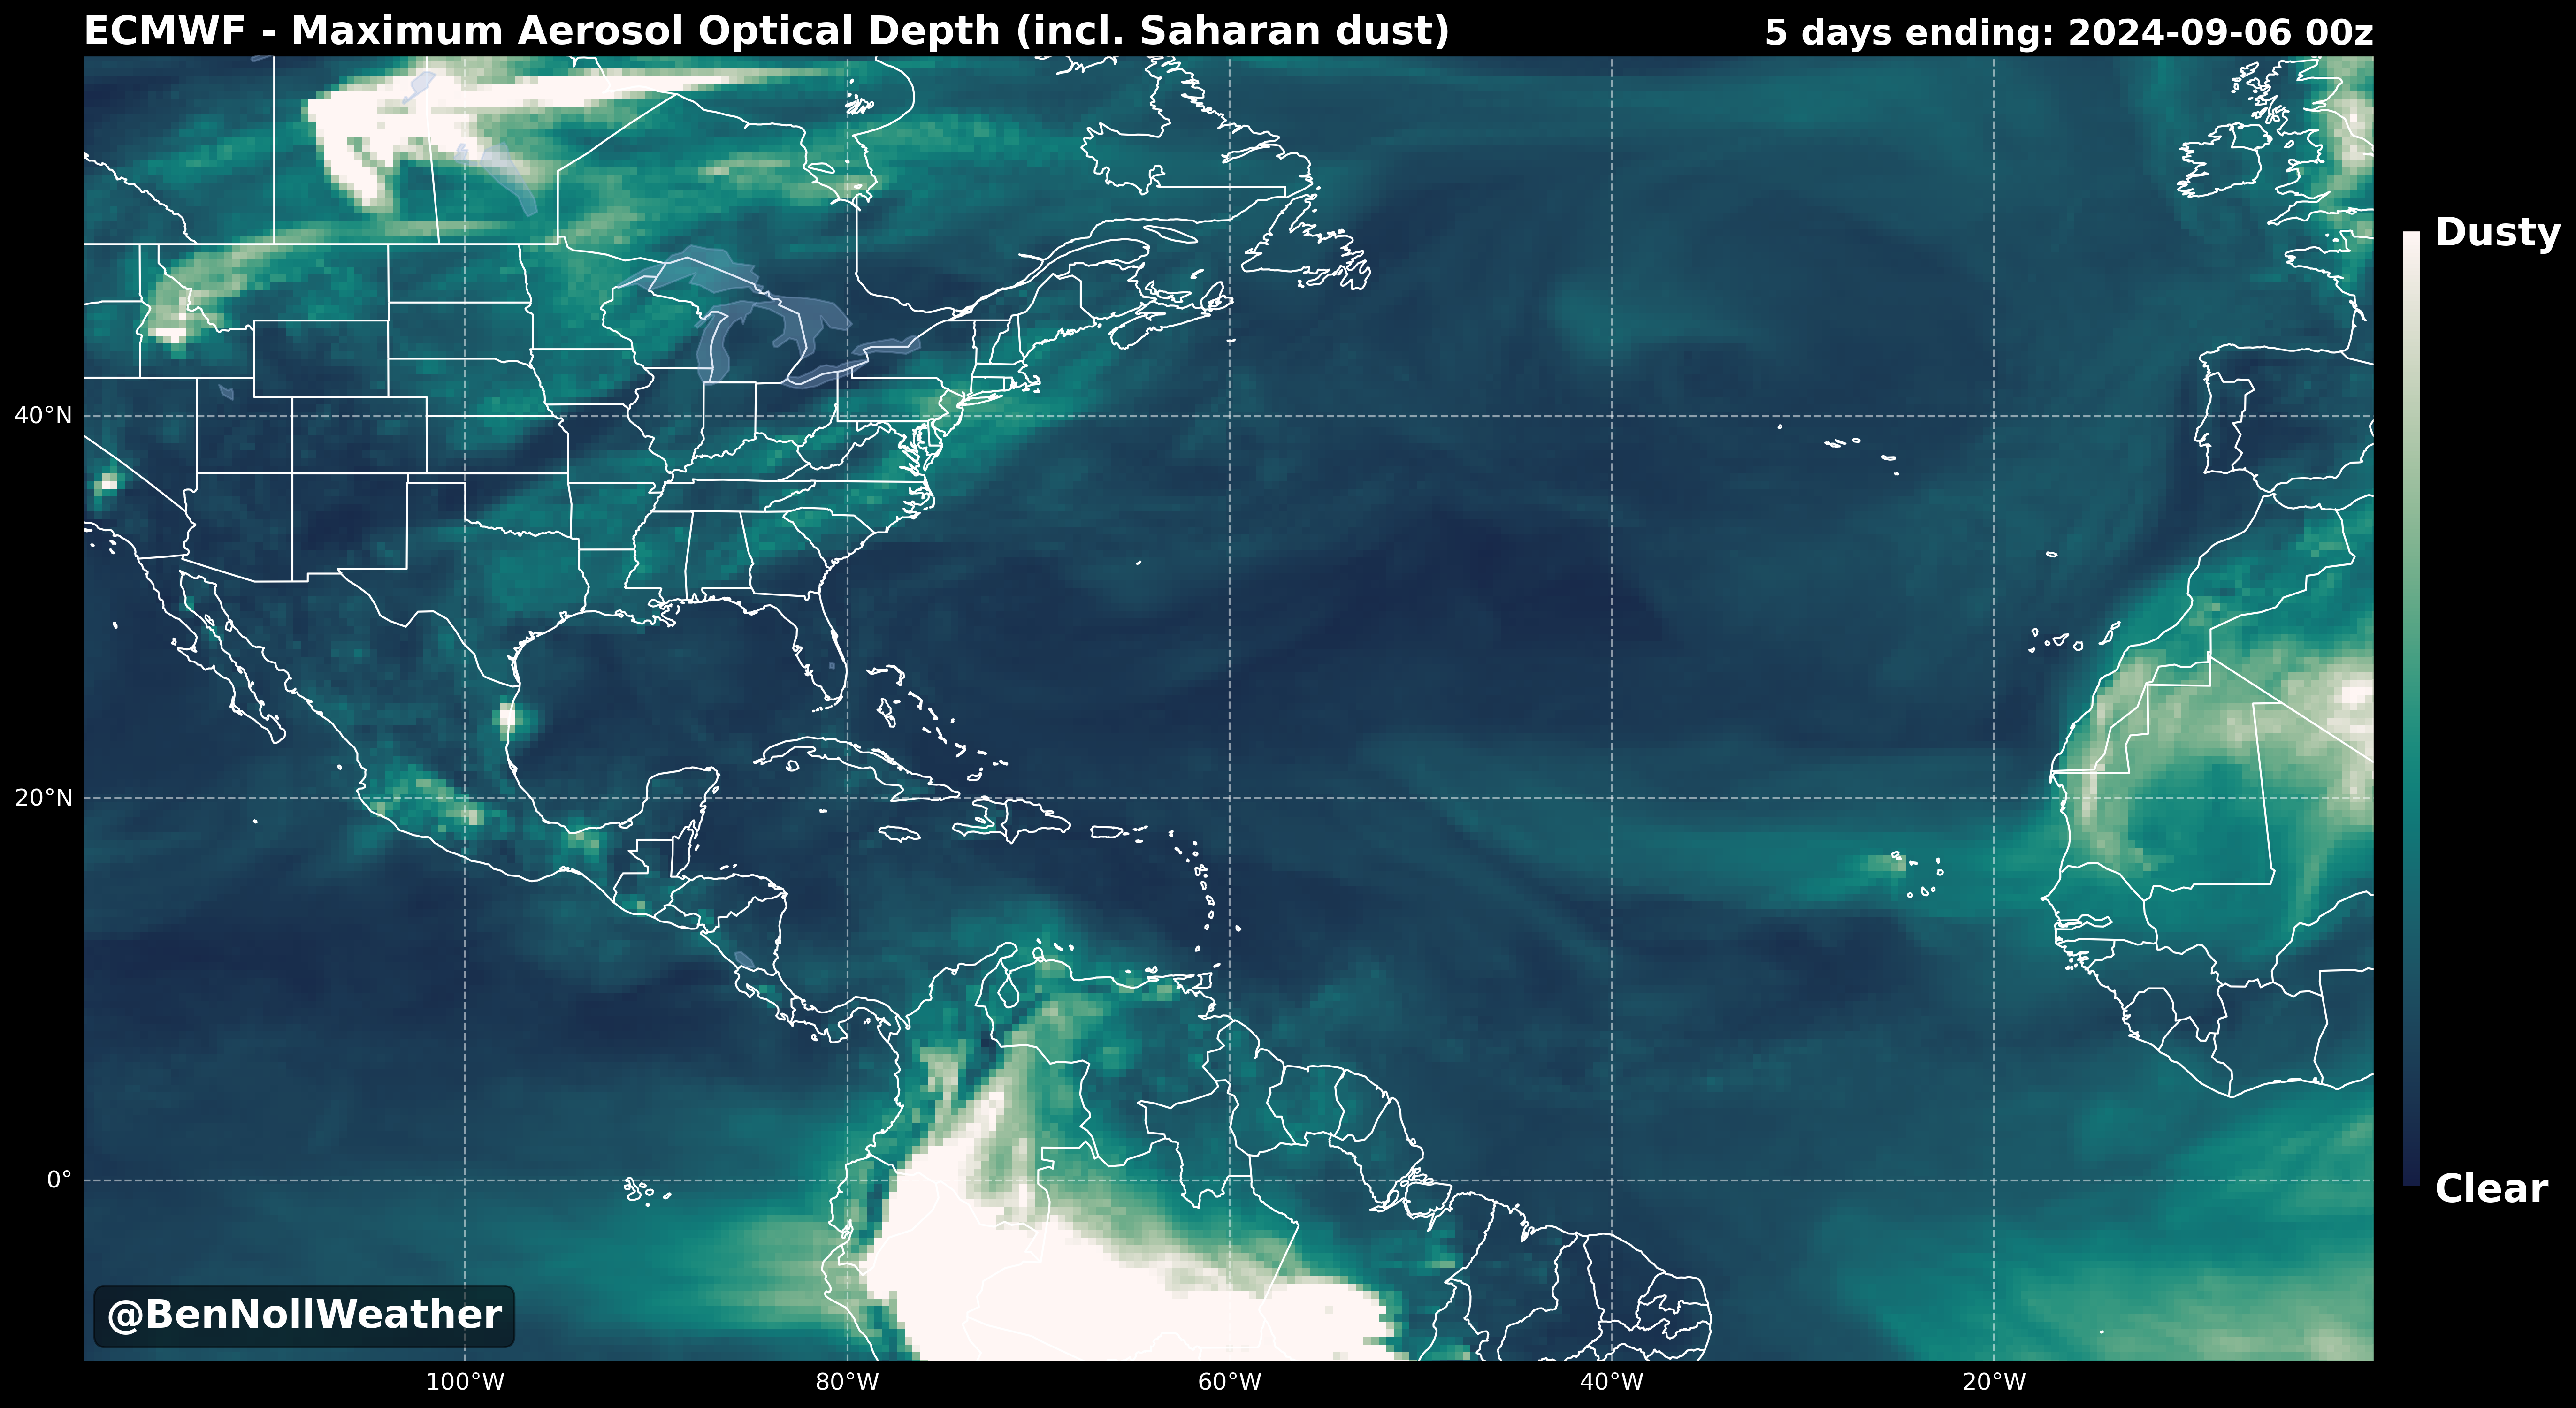 ECMWF - Maximum Aerosol Optical Depth (incl. Saharan dust)
5 days ending: 2024-09-06 00z
Dusty
40°N
20°N
0°
Clear
@BenNollWeather
100°W
80°W
60°W
40°W
20°W